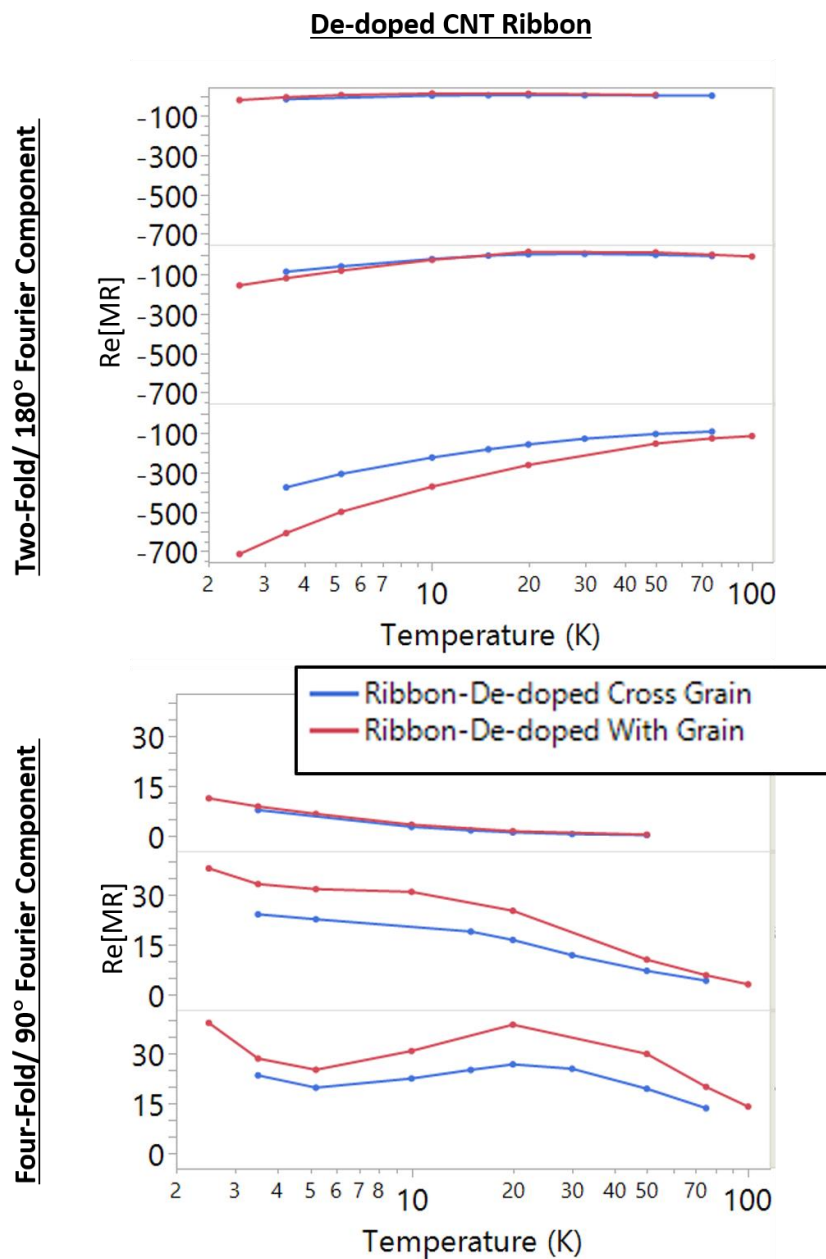 De-doped CNT Ribbon
Two-Fold/ 180° Fourier Component
Re[MR]
-100
-300
-500
-700
-100
-300
-500
-700
-100
-300
-500
-700
2 3 4 5 6 7 10 20 30 40 50 70 100
Temperature (K)
Ribbon-De-doped Cross Grain
Ribbon-De-doped With Grain
Four-Fold/ 90° Fourier Component
Re[MR]
30
15
0
30
15
0
30
15
0
2 3 4 5 6 7 8 10 20 30 40 50 70 100
Temperature (K)